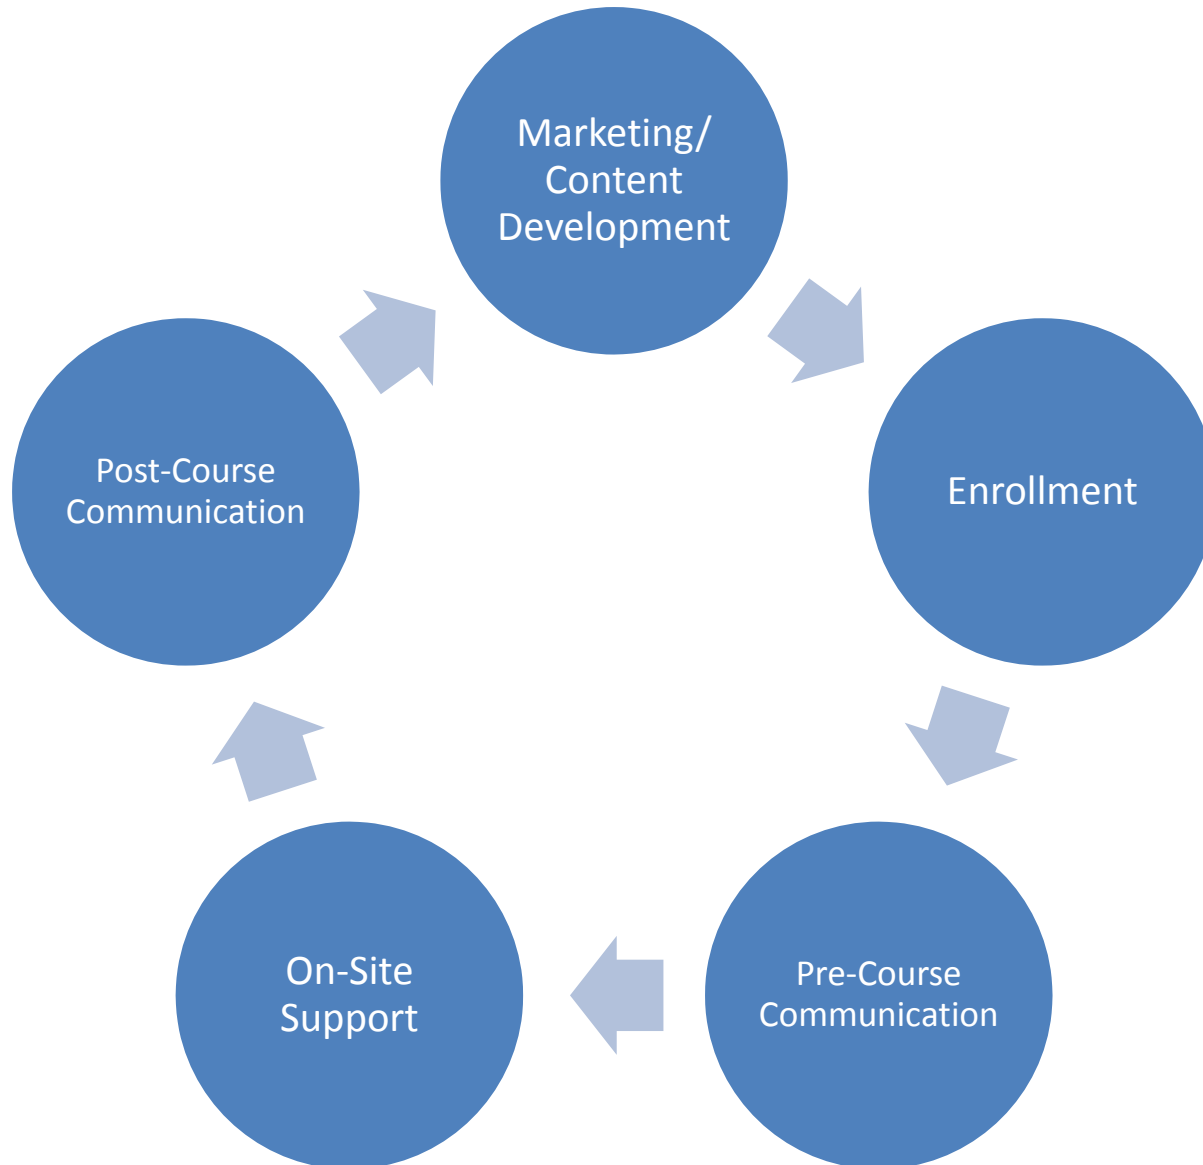 Marketing/
Content
Development
Enrollment
Pre-Course
Communication
On-Site
Support
Post-Course
Communication